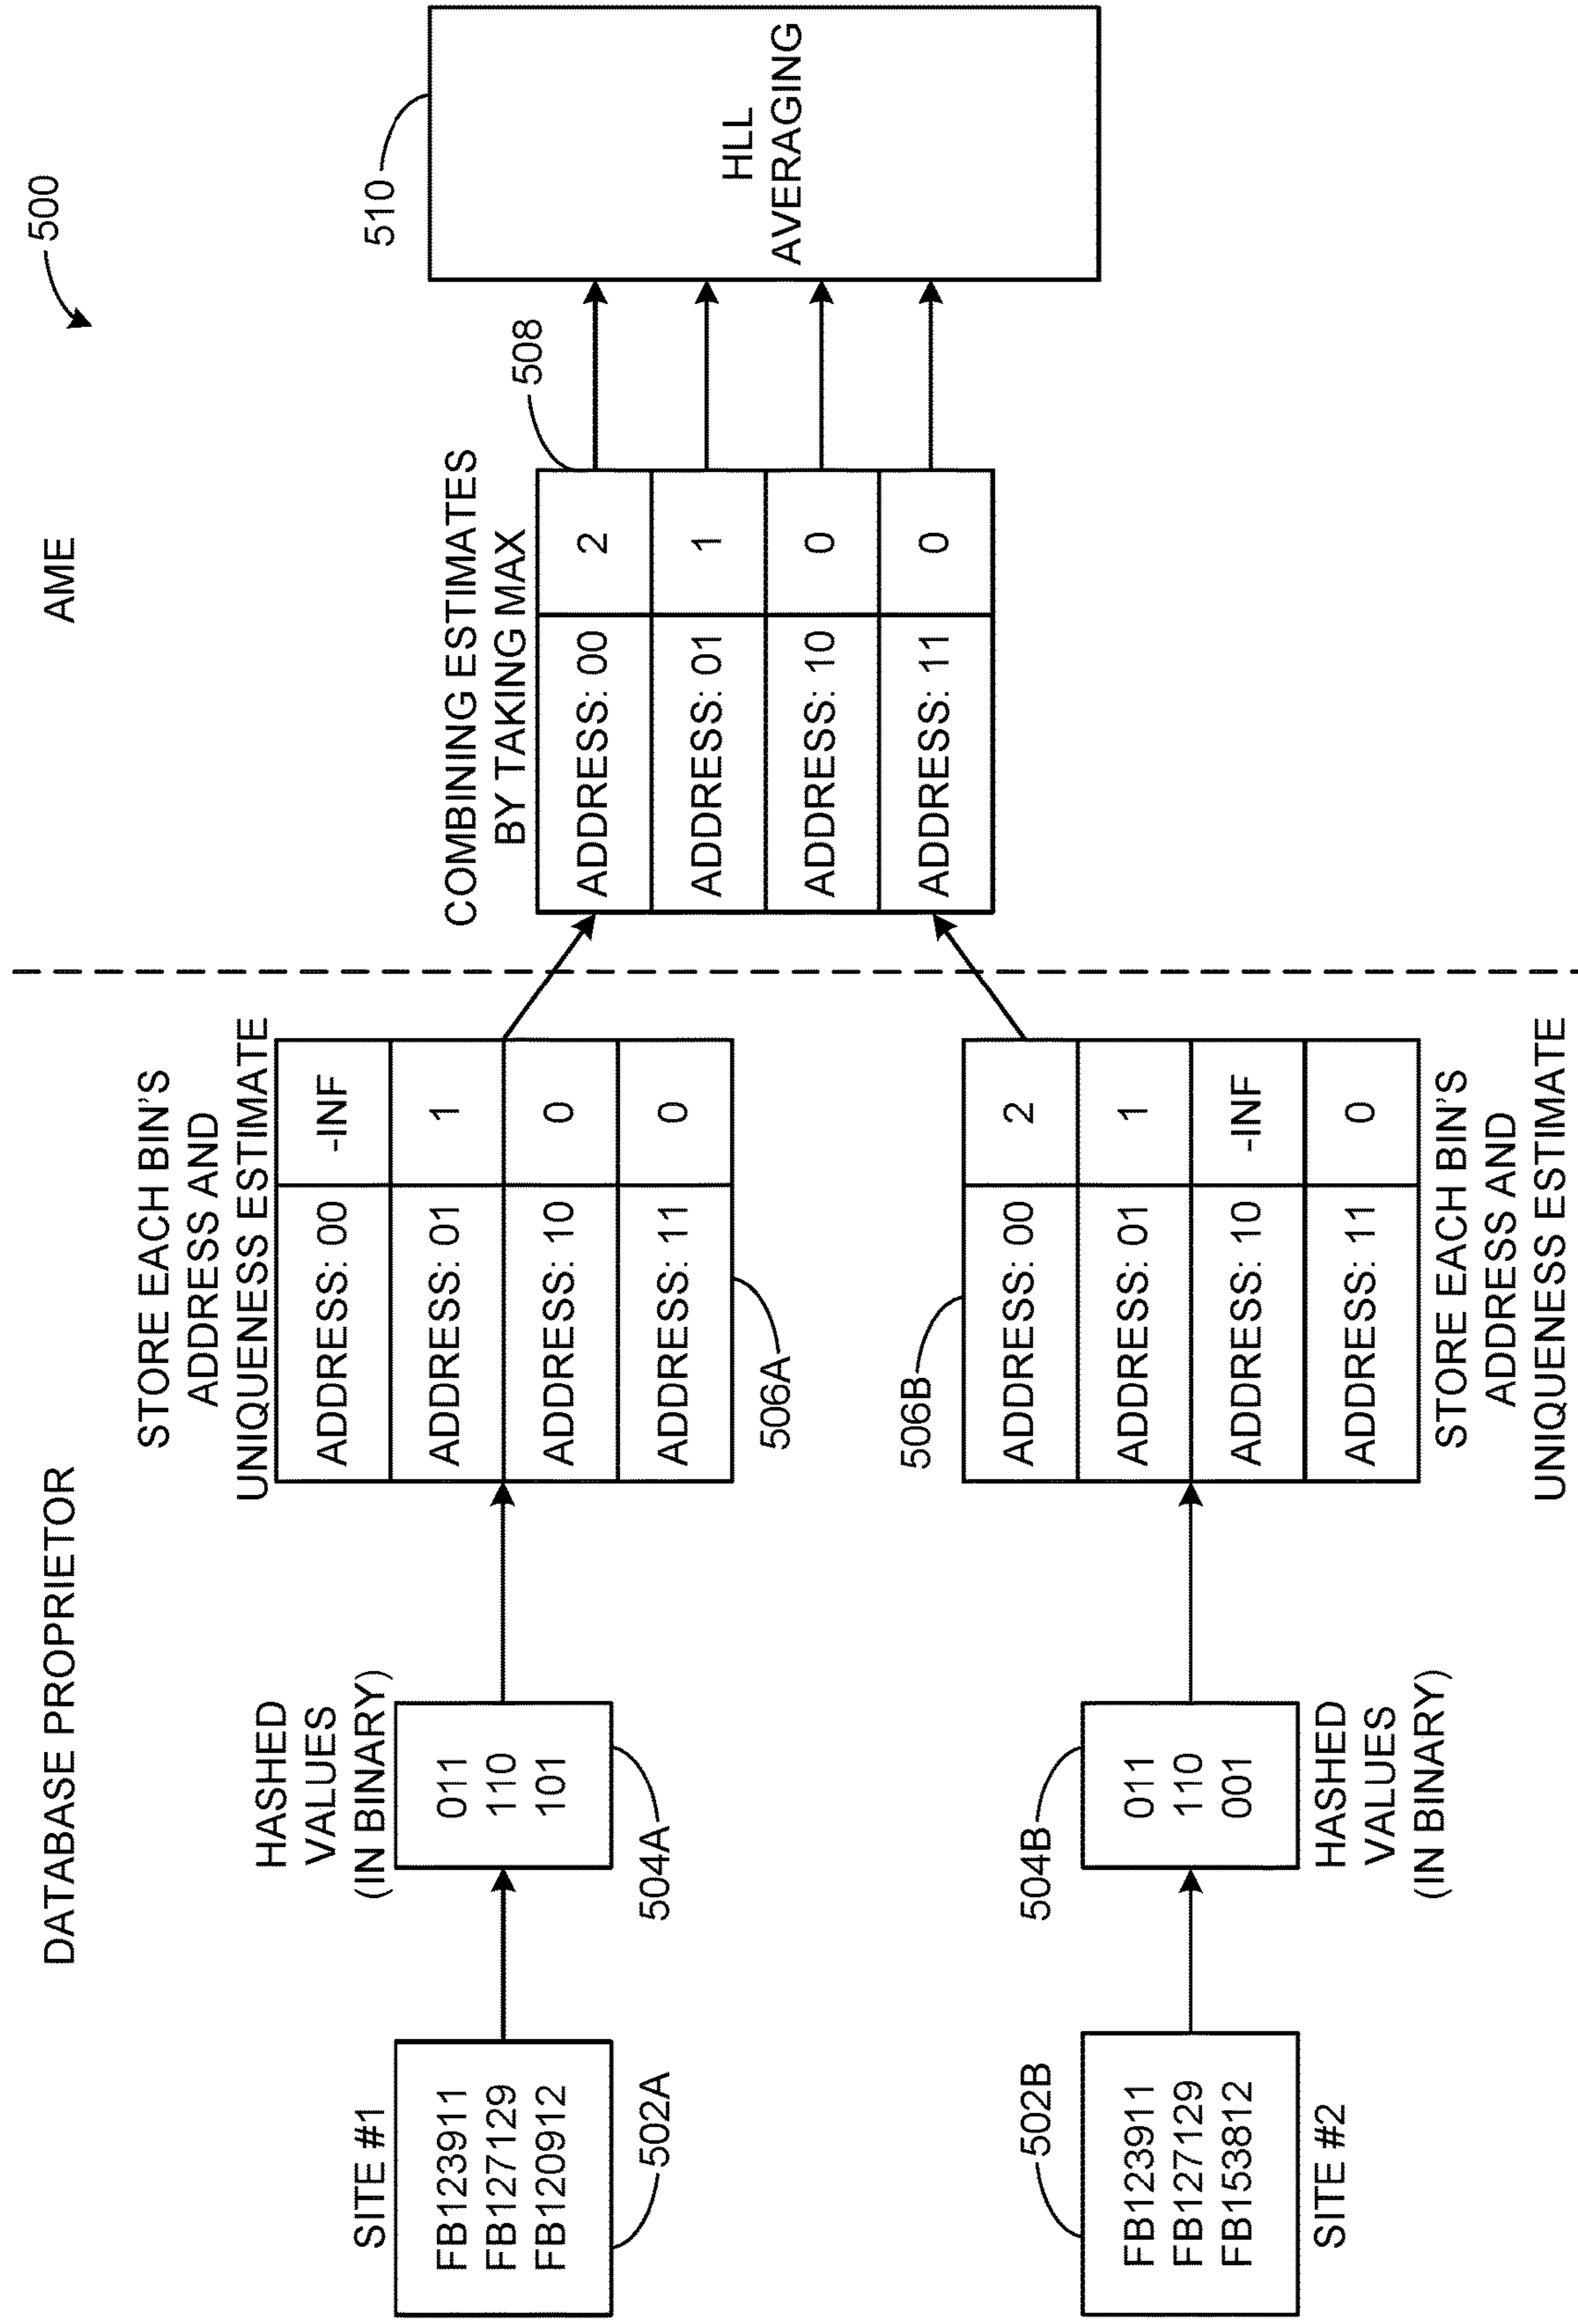 500
DATABASE PROPRIETOR
AME
SITE #1
FB123911
FB127129
FB120912
502A
HASHED
VALUES
(IN BINARY)
011
110
101
504A
STORE EACH BIN'S
ADDRESS AND
UNIQUENESS ESTIMATE
ADDRESS: 00 -INF
ADDRESS: 01 1
ADDRESS: 10 0
ADDRESS: 11 0
506A
COMBINING ESTIMATES
BY TAKING MAX
508
ADDRESS: 00 2
ADDRESS: 01 1
ADDRESS: 10 0
ADDRESS: 11 0
510
HLL
AVERAGING
502B
FB123911
FB127129
FB153812
SITE #2
504B
011
110
001
HASHED
VALUES
(IN BINARY)
506B
ADDRESS: 00 2
ADDRESS: 01 1
ADDRESS: 10 -INF
ADDRESS: 11 0
STORE EACH BIN'S
ADDRESS AND
UNIQUENESS ESTIMATE